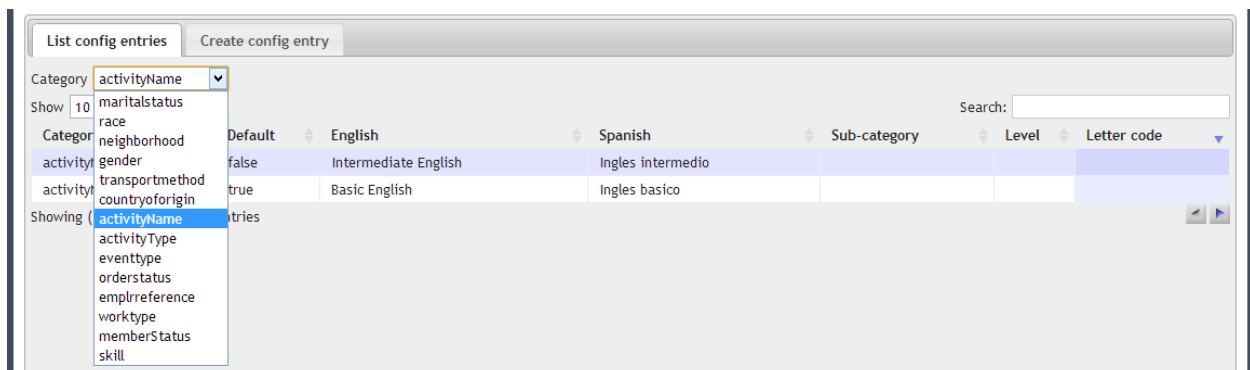 List config entries Create config entry
Category activityName
Show 10 Search:
Categor Default English Spanish Sub-category Level Letter code
false Intermediate English Ingles intermedio
true Basic English Ingles basico
Showing ( tries
maritalstatus
race
neighborhood
gender
transportmethod
countryoforigin
activityName
activityType
eventtype
orderstatus
emplrreference
worktype
memberStatus
skill